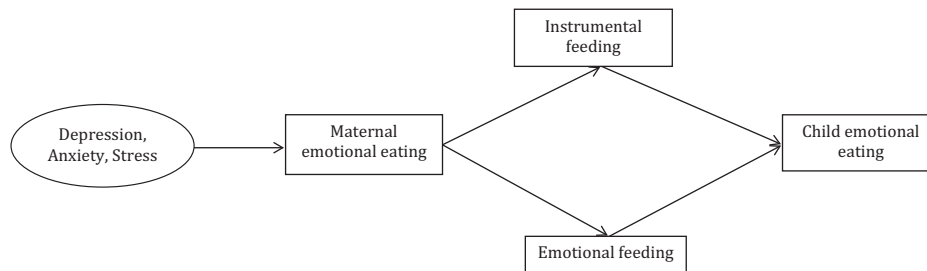 Instrumental
feeding
Depression,
Anxiety, Stress
Maternal
emotional eating
Child emotional
eating
Emotional feeding